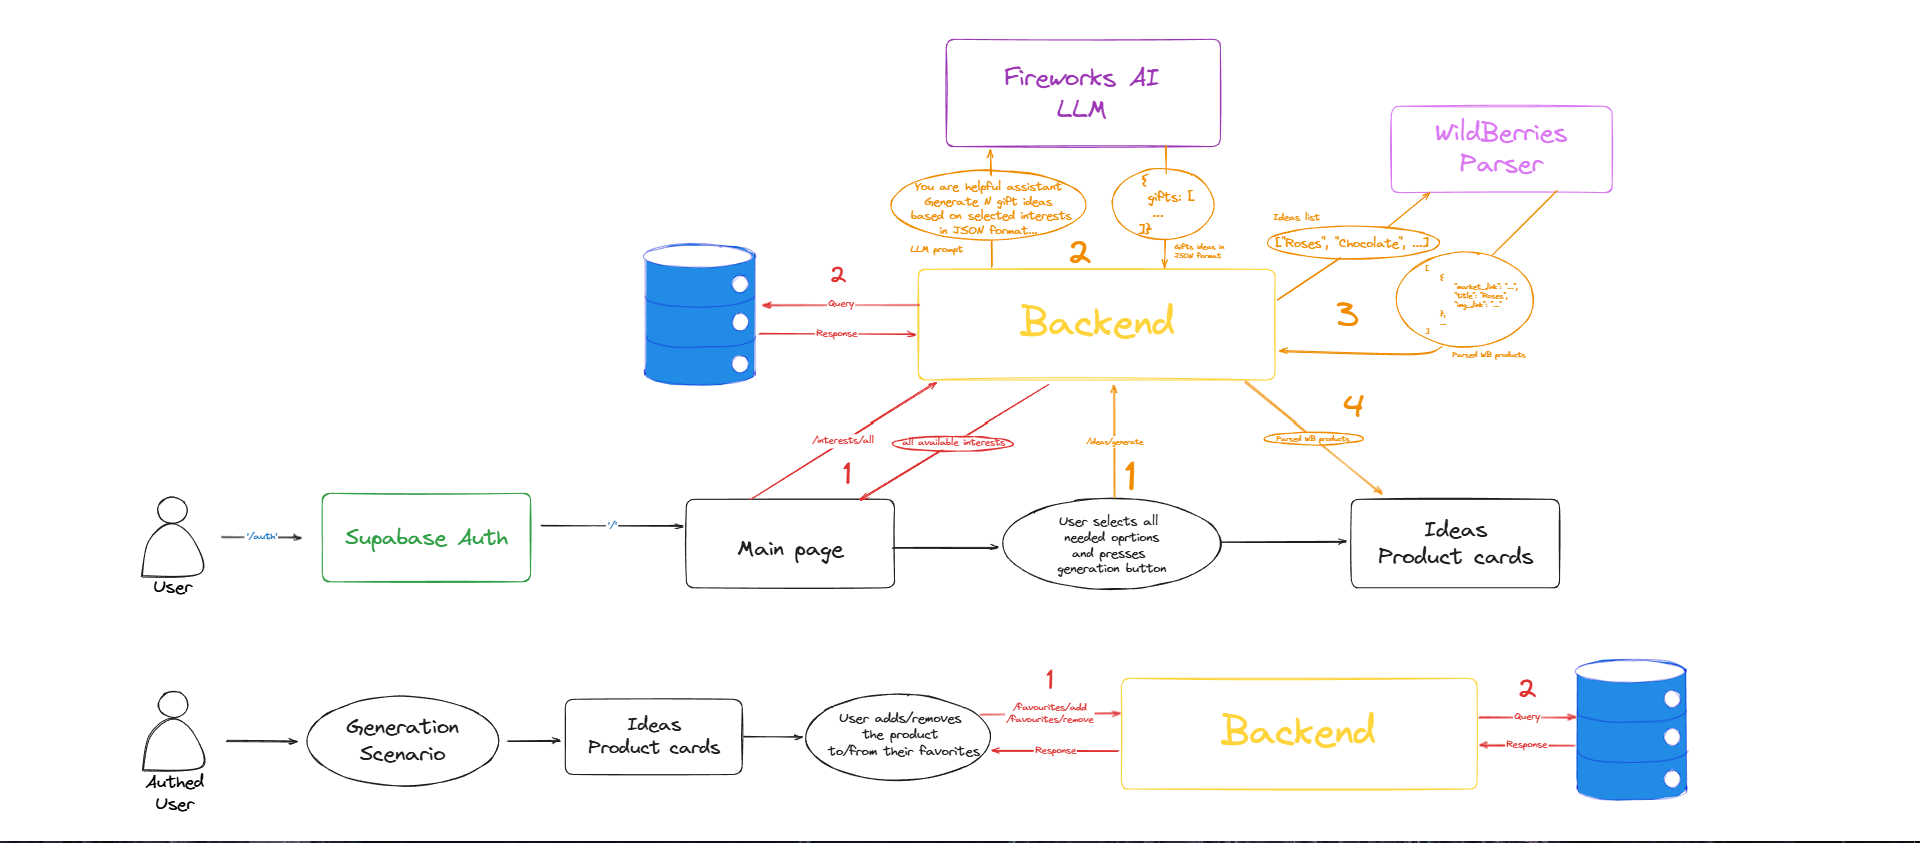 Fireworks AI
LLM
WildBerries
Parser
You are helpful assistant
Generate N gift ideas
based on selected interests
in JSON format...
LLM prompt
{
gifts: [
...
]}
Gifts ideas in
JSON format
2
Ideas list
["Roses", "Chocolate", ...]
[
{
"market_link": "...",
"title": "Roses",
"img_link": "..."
},
...
]
Parsed WB products
3
2
Query
Response
Backend
/interests/all
all available interests
1
/ideas/generate
1
4
Parsed WB products
User
'/auth'
Supabase Auth
'/'
Main page
User selects all
needed oprtions
and presses
generation button
Ideas
Product cards
Authed
User
Generation
Scenario
Ideas
Product cards
User adds/removes
the product
to/from their favorites
1
/favourites/add
/favourites/remove
Response
Backend
2
Query
Response